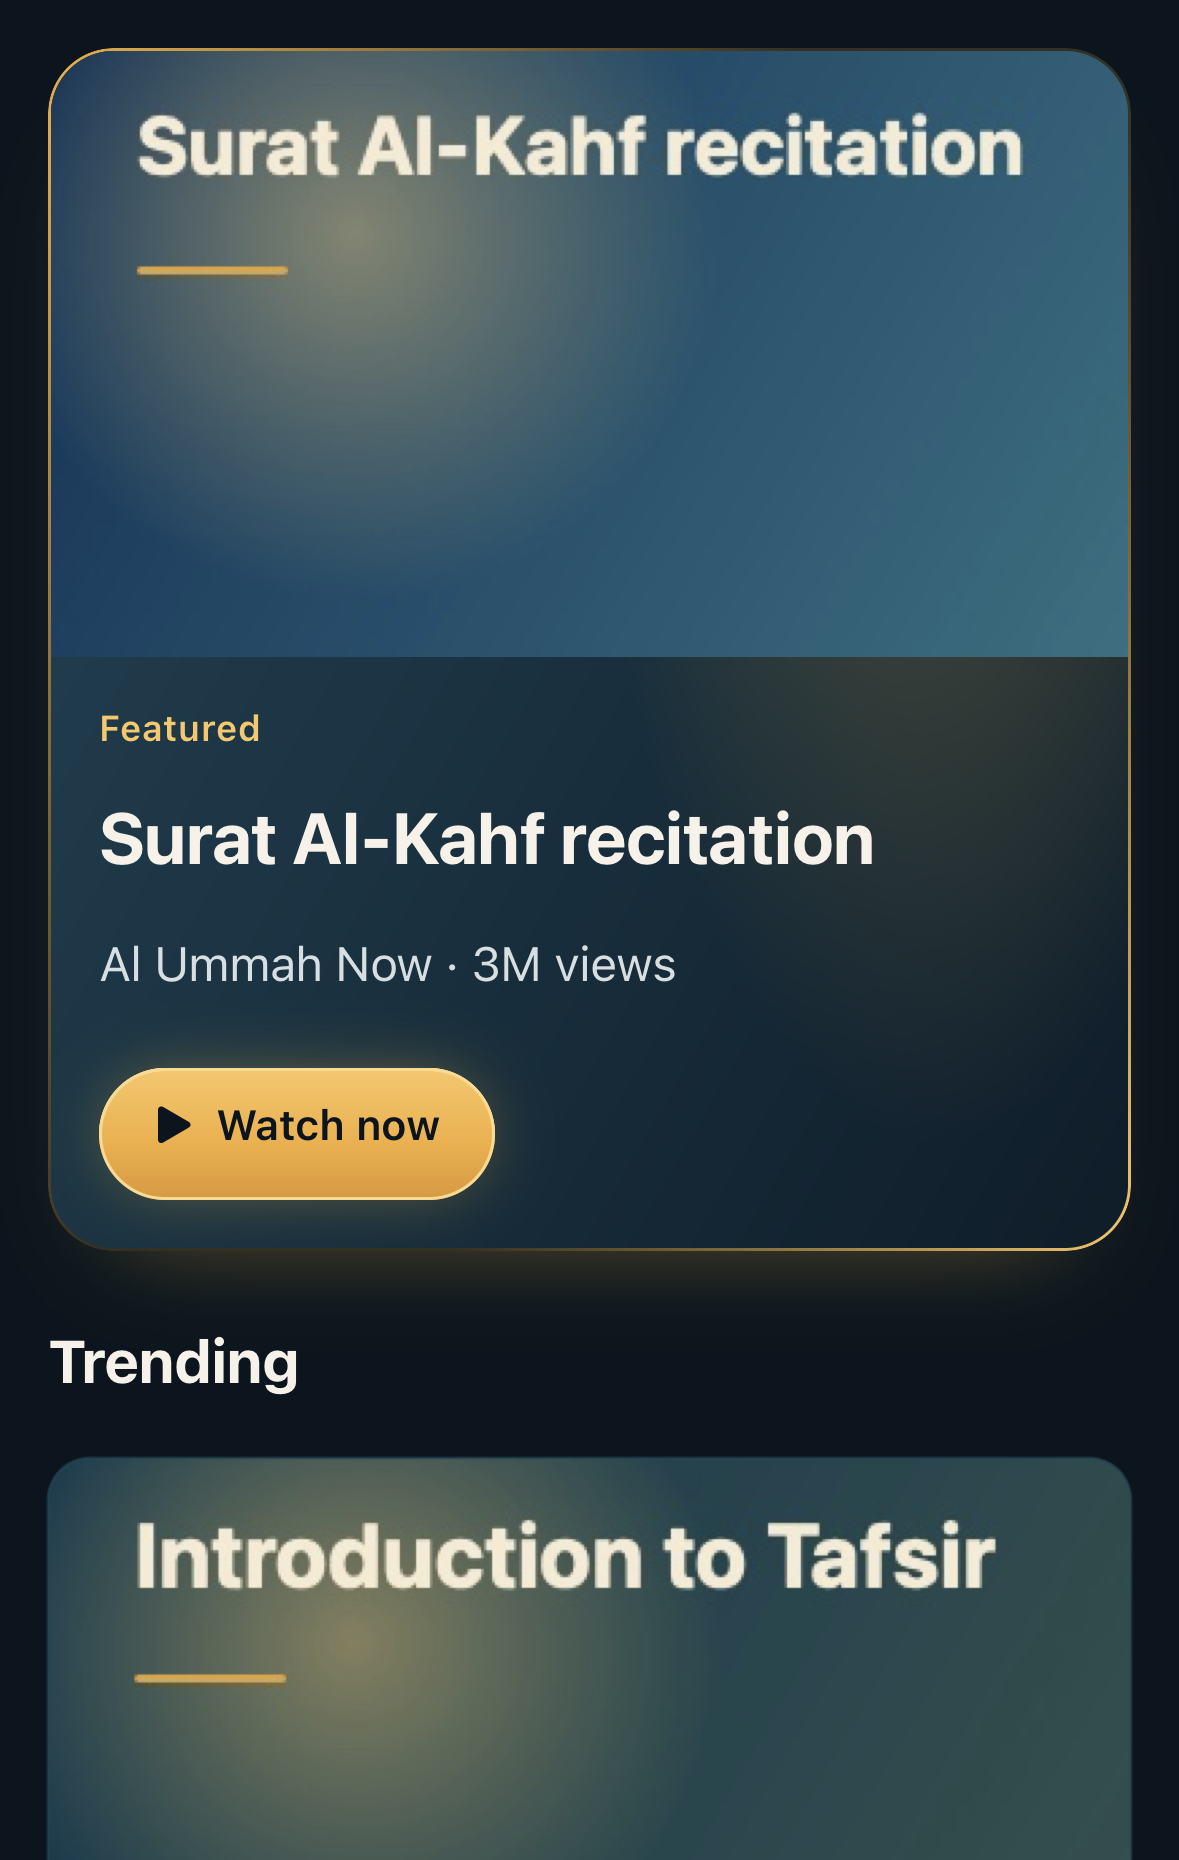 Surat Al-Kahf recitation
Featured
Surat Al-Kahf recitation
Al Ummah Now · 3M views
Watch now
Trending
Introduction to Tafsir